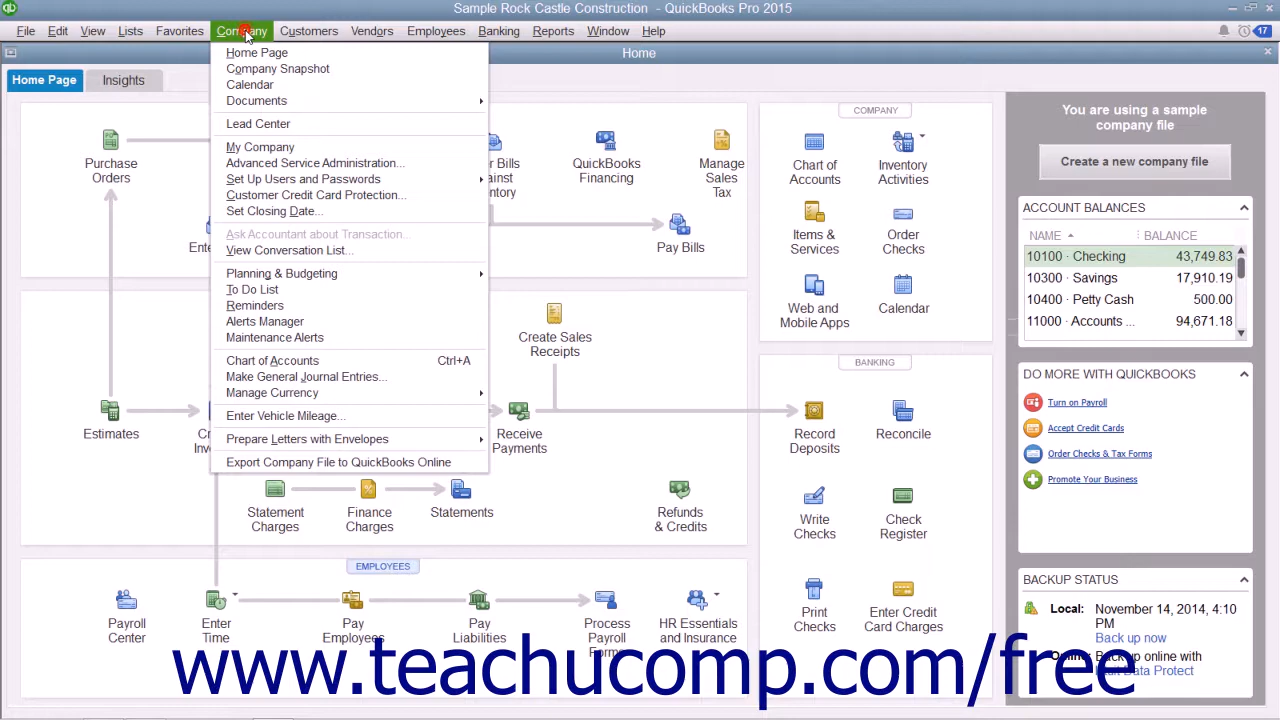 Sample Rock Castle Construction - QuickBooks Pro 2015
File Edit View Lists Favorites Company Customers Vendors Employees Banking Reports Window Help
17
Home
Home Page Insights
Home Page
Company Snapshot
Calendar
Documents
Lead Center
My Company
Advanced Service Administration...
Set Up Users and Passwords
Customer Credit Card Protection...
Set Closing Date...
Ask Accountant about Transaction...
View Conversation List...
Planning & Budgeting
To Do List
Reminders
Alerts Manager
Maintenance Alerts
Chart of Accounts Ctrl+A
Make General Journal Entries...
Manage Currency
Enter Vehicle Mileage...
Prepare Letters with Envelopes
Export Company File to QuickBooks Online
Purchase
Orders
Bills
QuickBooks
Financing
Manage
Sales
Tax
Pay Bills
Create Sales
Receipts
Estimates
Receive
Payments
Statement
Charges
Finance
Charges
Statements
Refunds
& Credits
EMPLOYEES
Payroll
Center
Enter
Time
Pay
Employees
Pay
Liabilities
Process
Payroll
Forms
HR Essentials
and Insurance
COMPANY
Chart of
Accounts
Inventory
Activities
Items &
Services
Order
Checks
Web and
Mobile Apps
Calendar
BANKING
Record
Deposits
Reconcile
Write
Checks
Check
Register
Print
Checks
Enter Credit
Card Charges
You are using a sample
company file
Create a new company file
ACCOUNT BALANCES
NAME BALANCE
10100 · Checking 43,749.83
10300 · Savings 17,910.19
10400 · Petty Cash 500.00
11000 · Accounts ... 94,671.18
DO MORE WITH QUICKBOOKS
Turn on Payroll
Accept Credit Cards
Order Checks & Tax Forms
Promote Your Business
BACKUP STATUS
Local: November 14, 2014, 4:10
PM
Back up now
Online: Backup online with
Data Protect
www.teachucomp.com/free